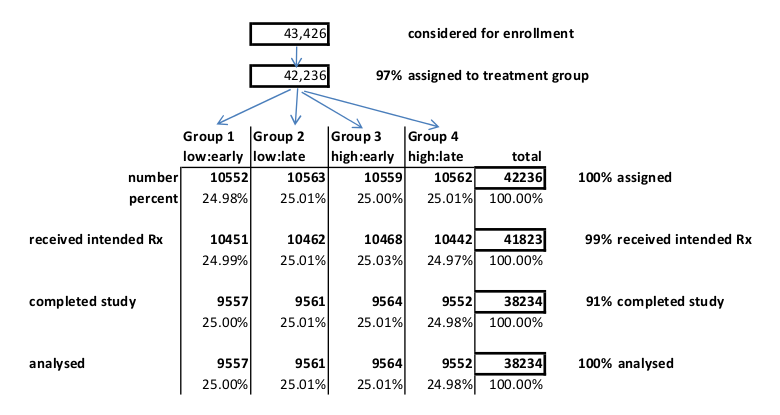 43,426 considered for enrollment
42,236 97% assigned to treatment group
Group 1 Group 2 Group 3 Group 4
low:early low:late high:early high:late total
number 10552 10563 10559 10562 42236 100% assigned
percent 24.98% 25.01% 25.00% 25.01% 100.00%
received intended Rx 10451 10462 10468 10442 41823 99% received intended Rx
24.99% 25.01% 25.03% 24.97% 100.00%
completed study 9557 9561 9564 9552 38234 91% completed study
25.00% 25.01% 25.01% 24.98% 100.00%
analysed 9557 9561 9564 9552 38234 100% analysed
25.00% 25.01% 25.01% 24.98% 100.00%